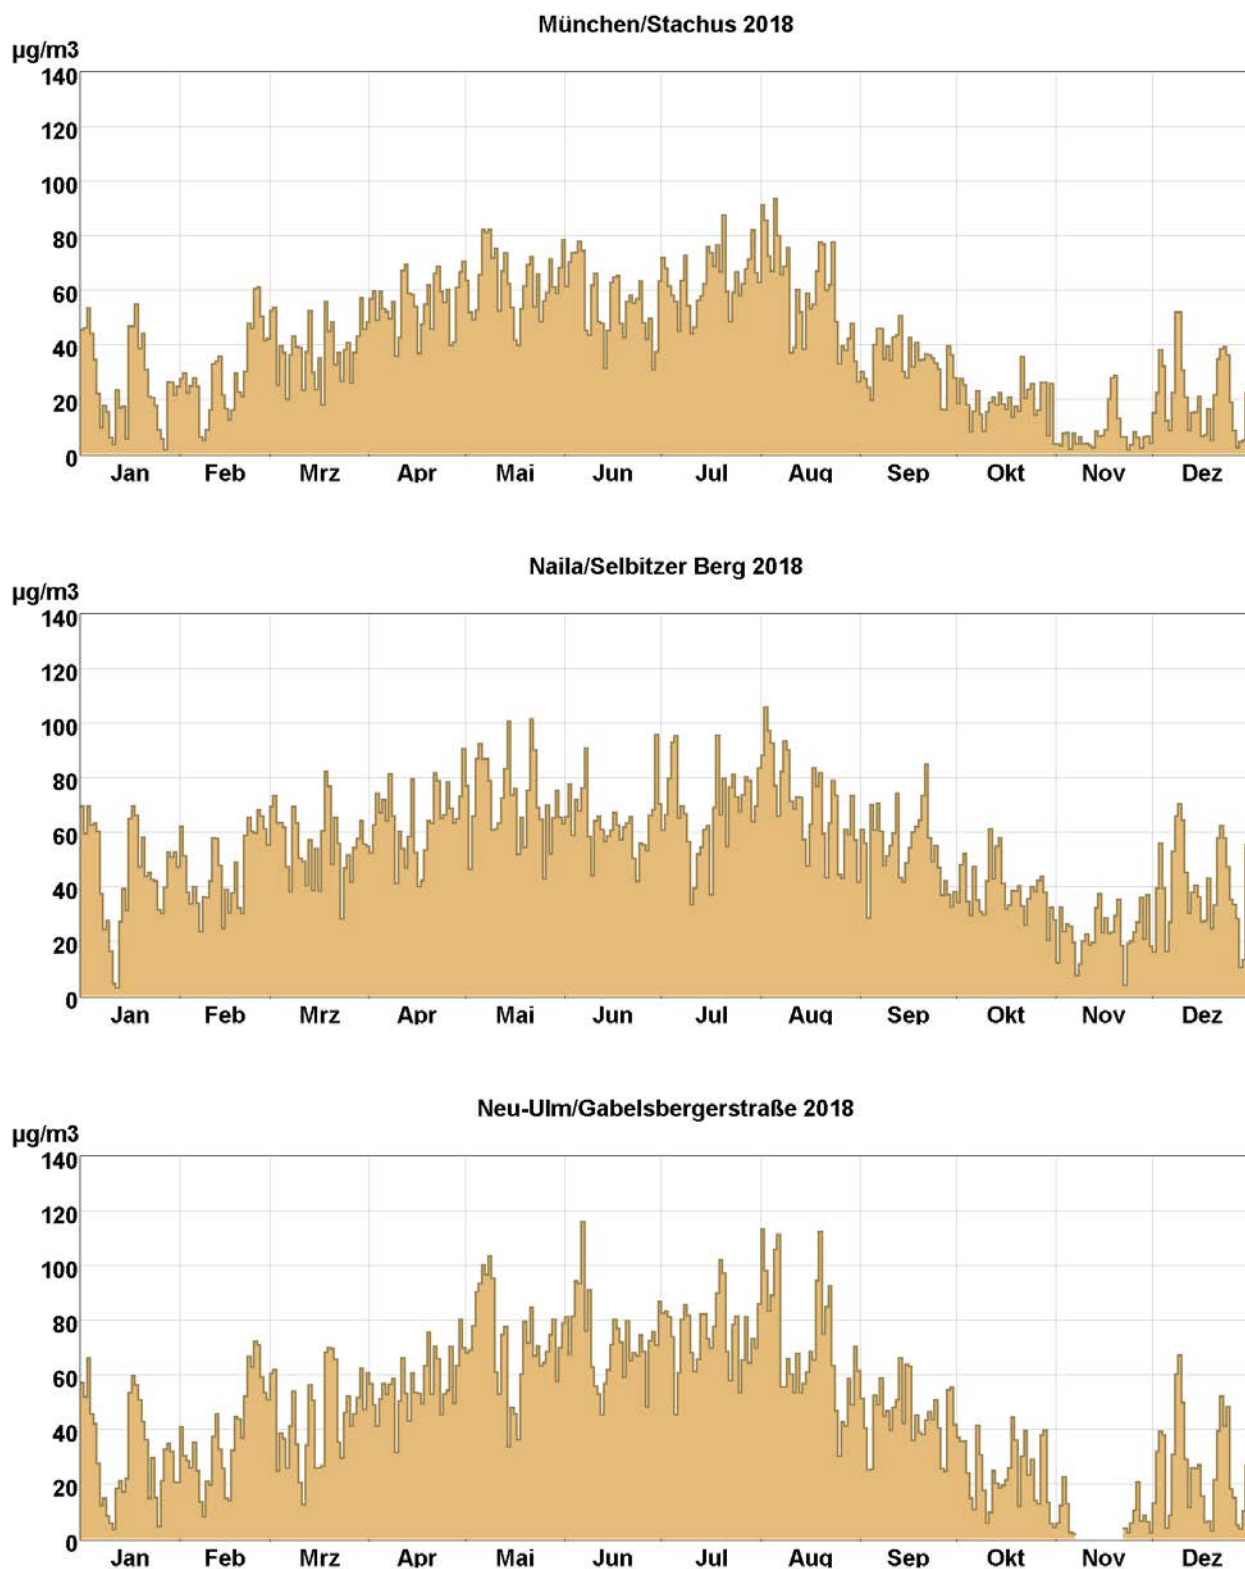 München/Stachus 2018
µg/m3
140
120
100
80
60
40
20
0
Jan Feb Mrz Apr Mai Jun Jul Aug Sep Okt Nov Dez
Naila/Selbitzer Berg 2018
µg/m3
140
120
100
80
60
40
20
0
Jan Feb Mrz Apr Mai Jun Jul Aug Sep Okt Nov Dez
Neu-Ulm/Gabelsbergerstraße 2018
µg/m3
140
120
100
80
60
40
20
0
Jan Feb Mrz Apr Mai Jun Jul Aug Sep Okt Nov Dez